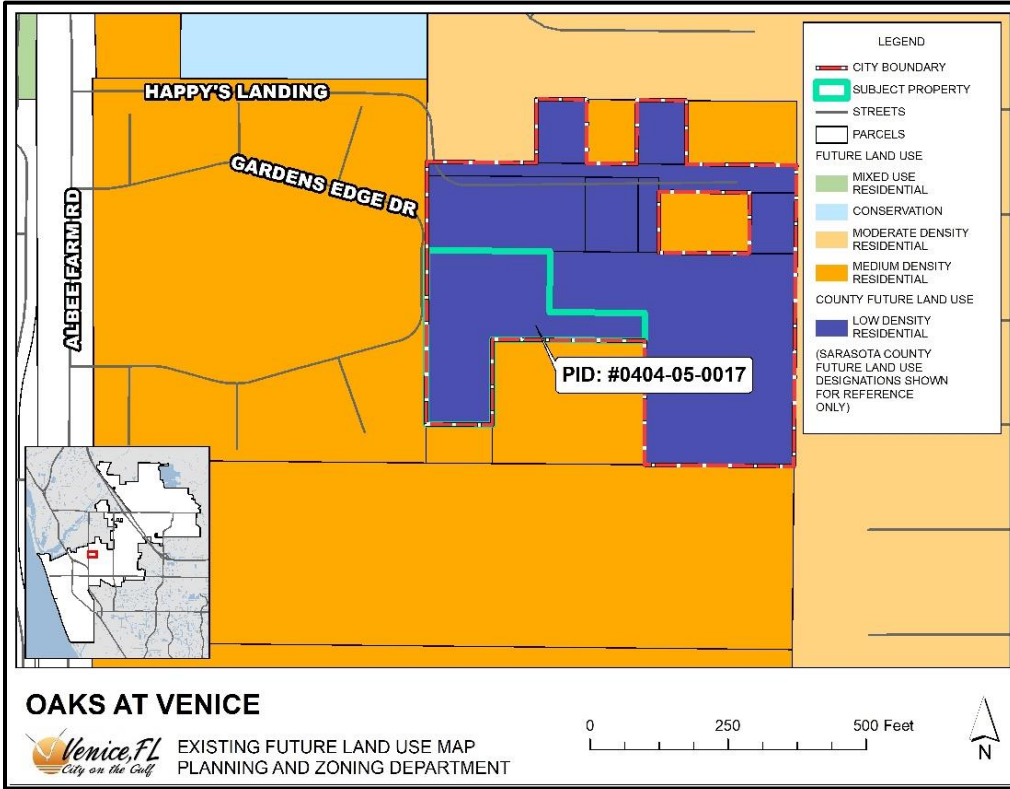 HAPPY'S LANDING
GARDENS EDGE DR
ALBEE FARM RD
PID: #0404-05-0017
LEGEND
CITY BOUNDARY
SUBJECT PROPERTY
STREETS
PARCELS
FUTURE LAND USE
MIXED USE
RESIDENTIAL
CONSERVATION
MODERATE DENSITY
RESIDENTIAL
MEDIUM DENSITY
RESIDENTIAL
COUNTY FUTURE LAND USE
LOW DENSITY
RESIDENTIAL
(SARASOTA COUNTY
FUTURE LAND USE
DESIGNATIONS SHOWN
FOR REFERENCE
ONLY)
OAKS AT VENICE
Venice, FL
City on the Gulf
EXISTING FUTURE LAND USE MAP
PLANNING AND ZONING DEPARTMENT
0 250 500 Feet
N